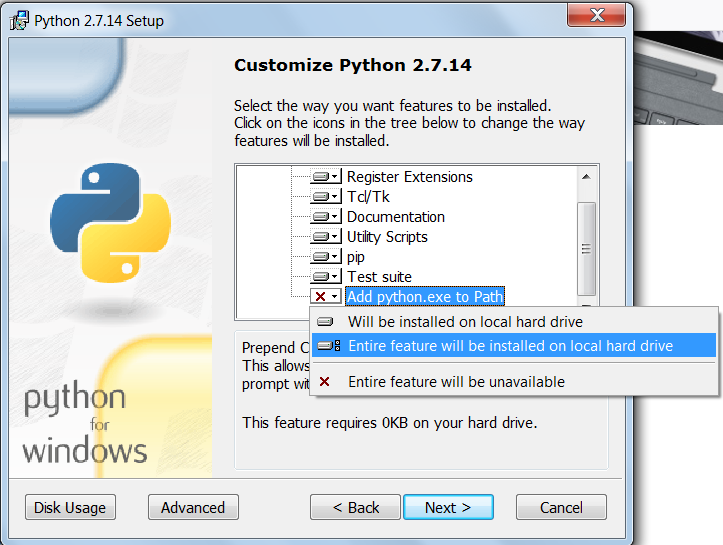 Python 2.7.14 Setup
Customize Python 2.7.14
Select the way you want features to be installed.
Click on the icons in the tree below to change the way
features will be installed.
Register Extensions
Tcl/Tk
Documentation
Utility Scripts
pip
Test suite
Add python.exe to Path
Will be installed on local hard drive
Entire feature will be installed on local hard drive
Entire feature will be unavailable
Prepend
This allows
prompt
This feature requires 0KB on your hard drive.
python
for
windows
Disk Usage
Advanced
< Back
Next >
Cancel